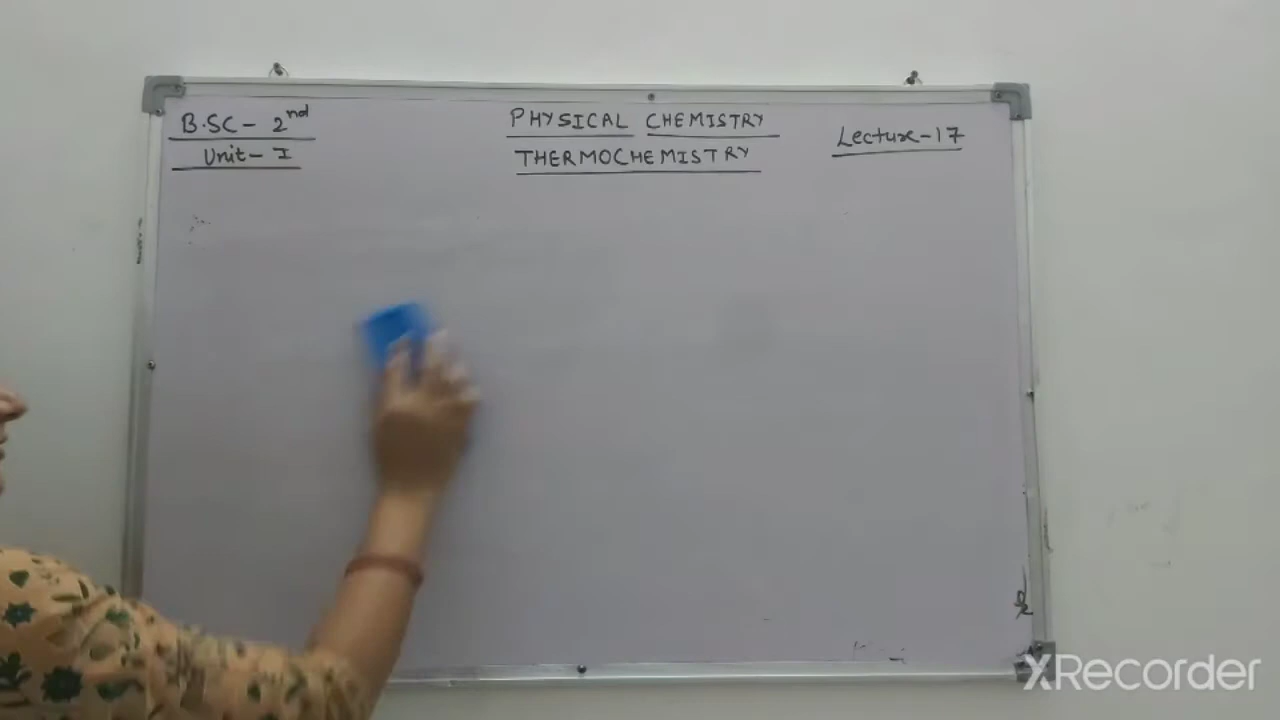 B.SC- 2nd
Unit- I
PHYSICAL CHEMISTRY
THERMOCHEMISTRY
Lecture-17
XRecorder